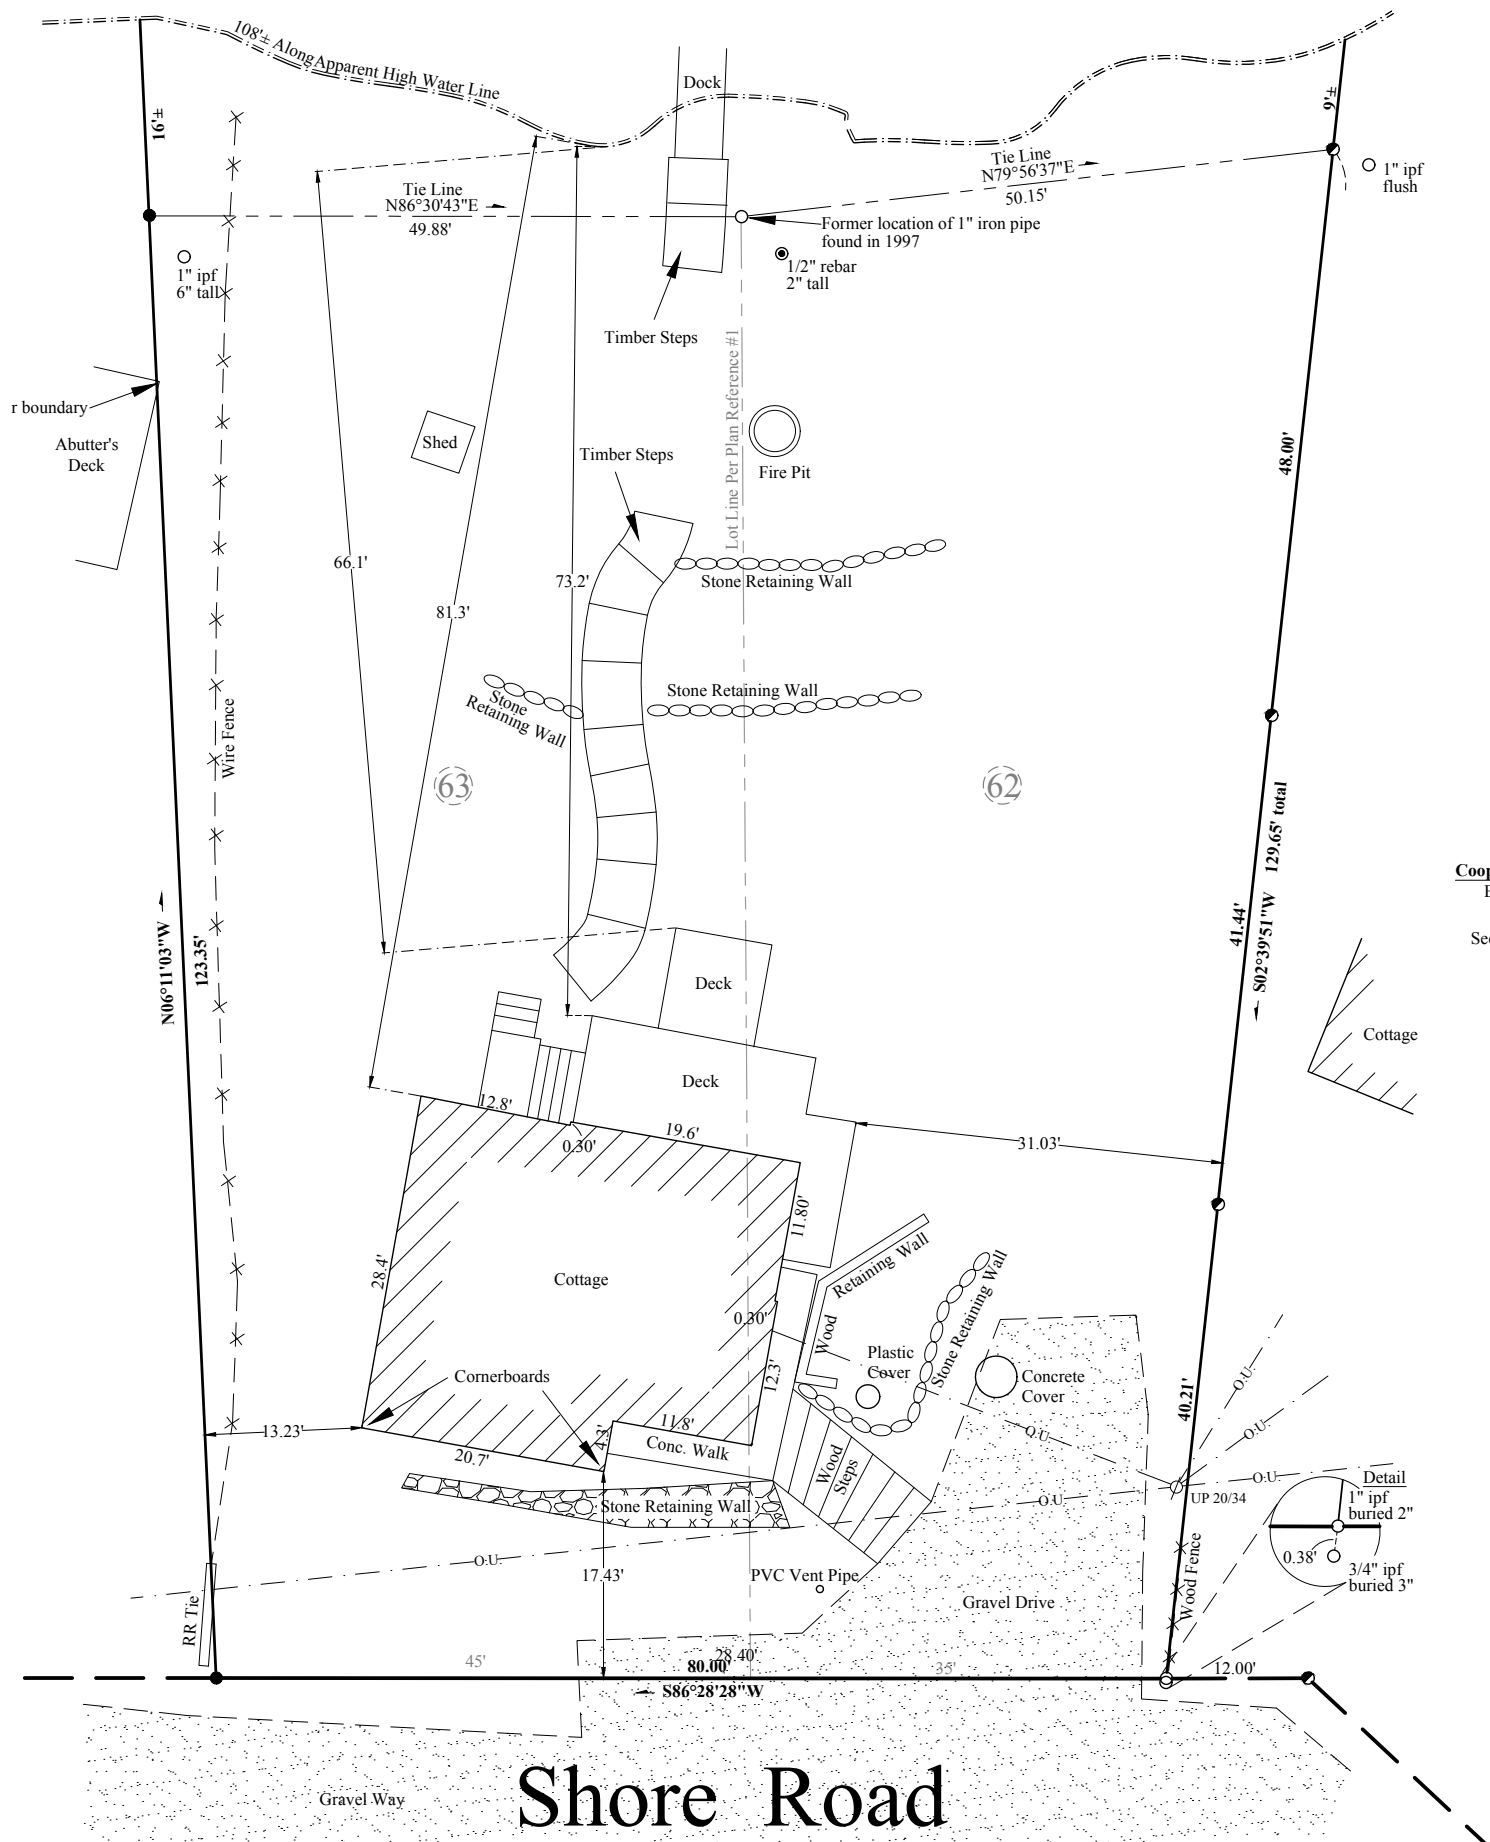 108'± Along Apparent High Water Line
Dock
16'±
9'±
Tie Line
N86°30'43"E
49.88'
Tie Line
N79°56'37"E
50.15'
1" ipf
flush
Former location of 1" iron pipe
found in 1997
1/2" rebar
2" tall
1" ipf
6" tall
Timber Steps
Lot Line Per Plan Reference #1
r boundary
Abutter's
Deck
Shed
Timber Steps
Fire Pit
48.00'
66.1'
81.3'
73.2'
Stone Retaining Wall
Stone Retaining Wall
Stone
Retaining Wall
Wire Fence
63
62
129.65' total
S02°39'51"W
41.44'
Coop
E
Sec
N06°11'03"W
123.35'
Deck
Deck
Cottage
12.8'
0.30'
19.6'
31.03'
11.80'
28.4'
Cottage
0.30'
Wood
Retaining Wall
Stone Retaining Wall
Plastic
Cover
Concrete
Cover
12.3'
40.21'
Cornerboards
13.23'
20.7'
4.3'
11.8'
Conc. Walk
Wood
Steps
O.U.
O.U.
O.U
O.U
O.U
UP 20/34
Detail
1" ipf
buried 2"
0.38'
3/4" ipf
buried 3"
Stone Retaining Wall
O.U
17.43'
PVC Vent Pipe
Gravel Drive
Wood Fence
RR Tie
45'
28.40'
80.00'
35'
12.00'
S86°28'28"W
Gravel Way
Shore Road